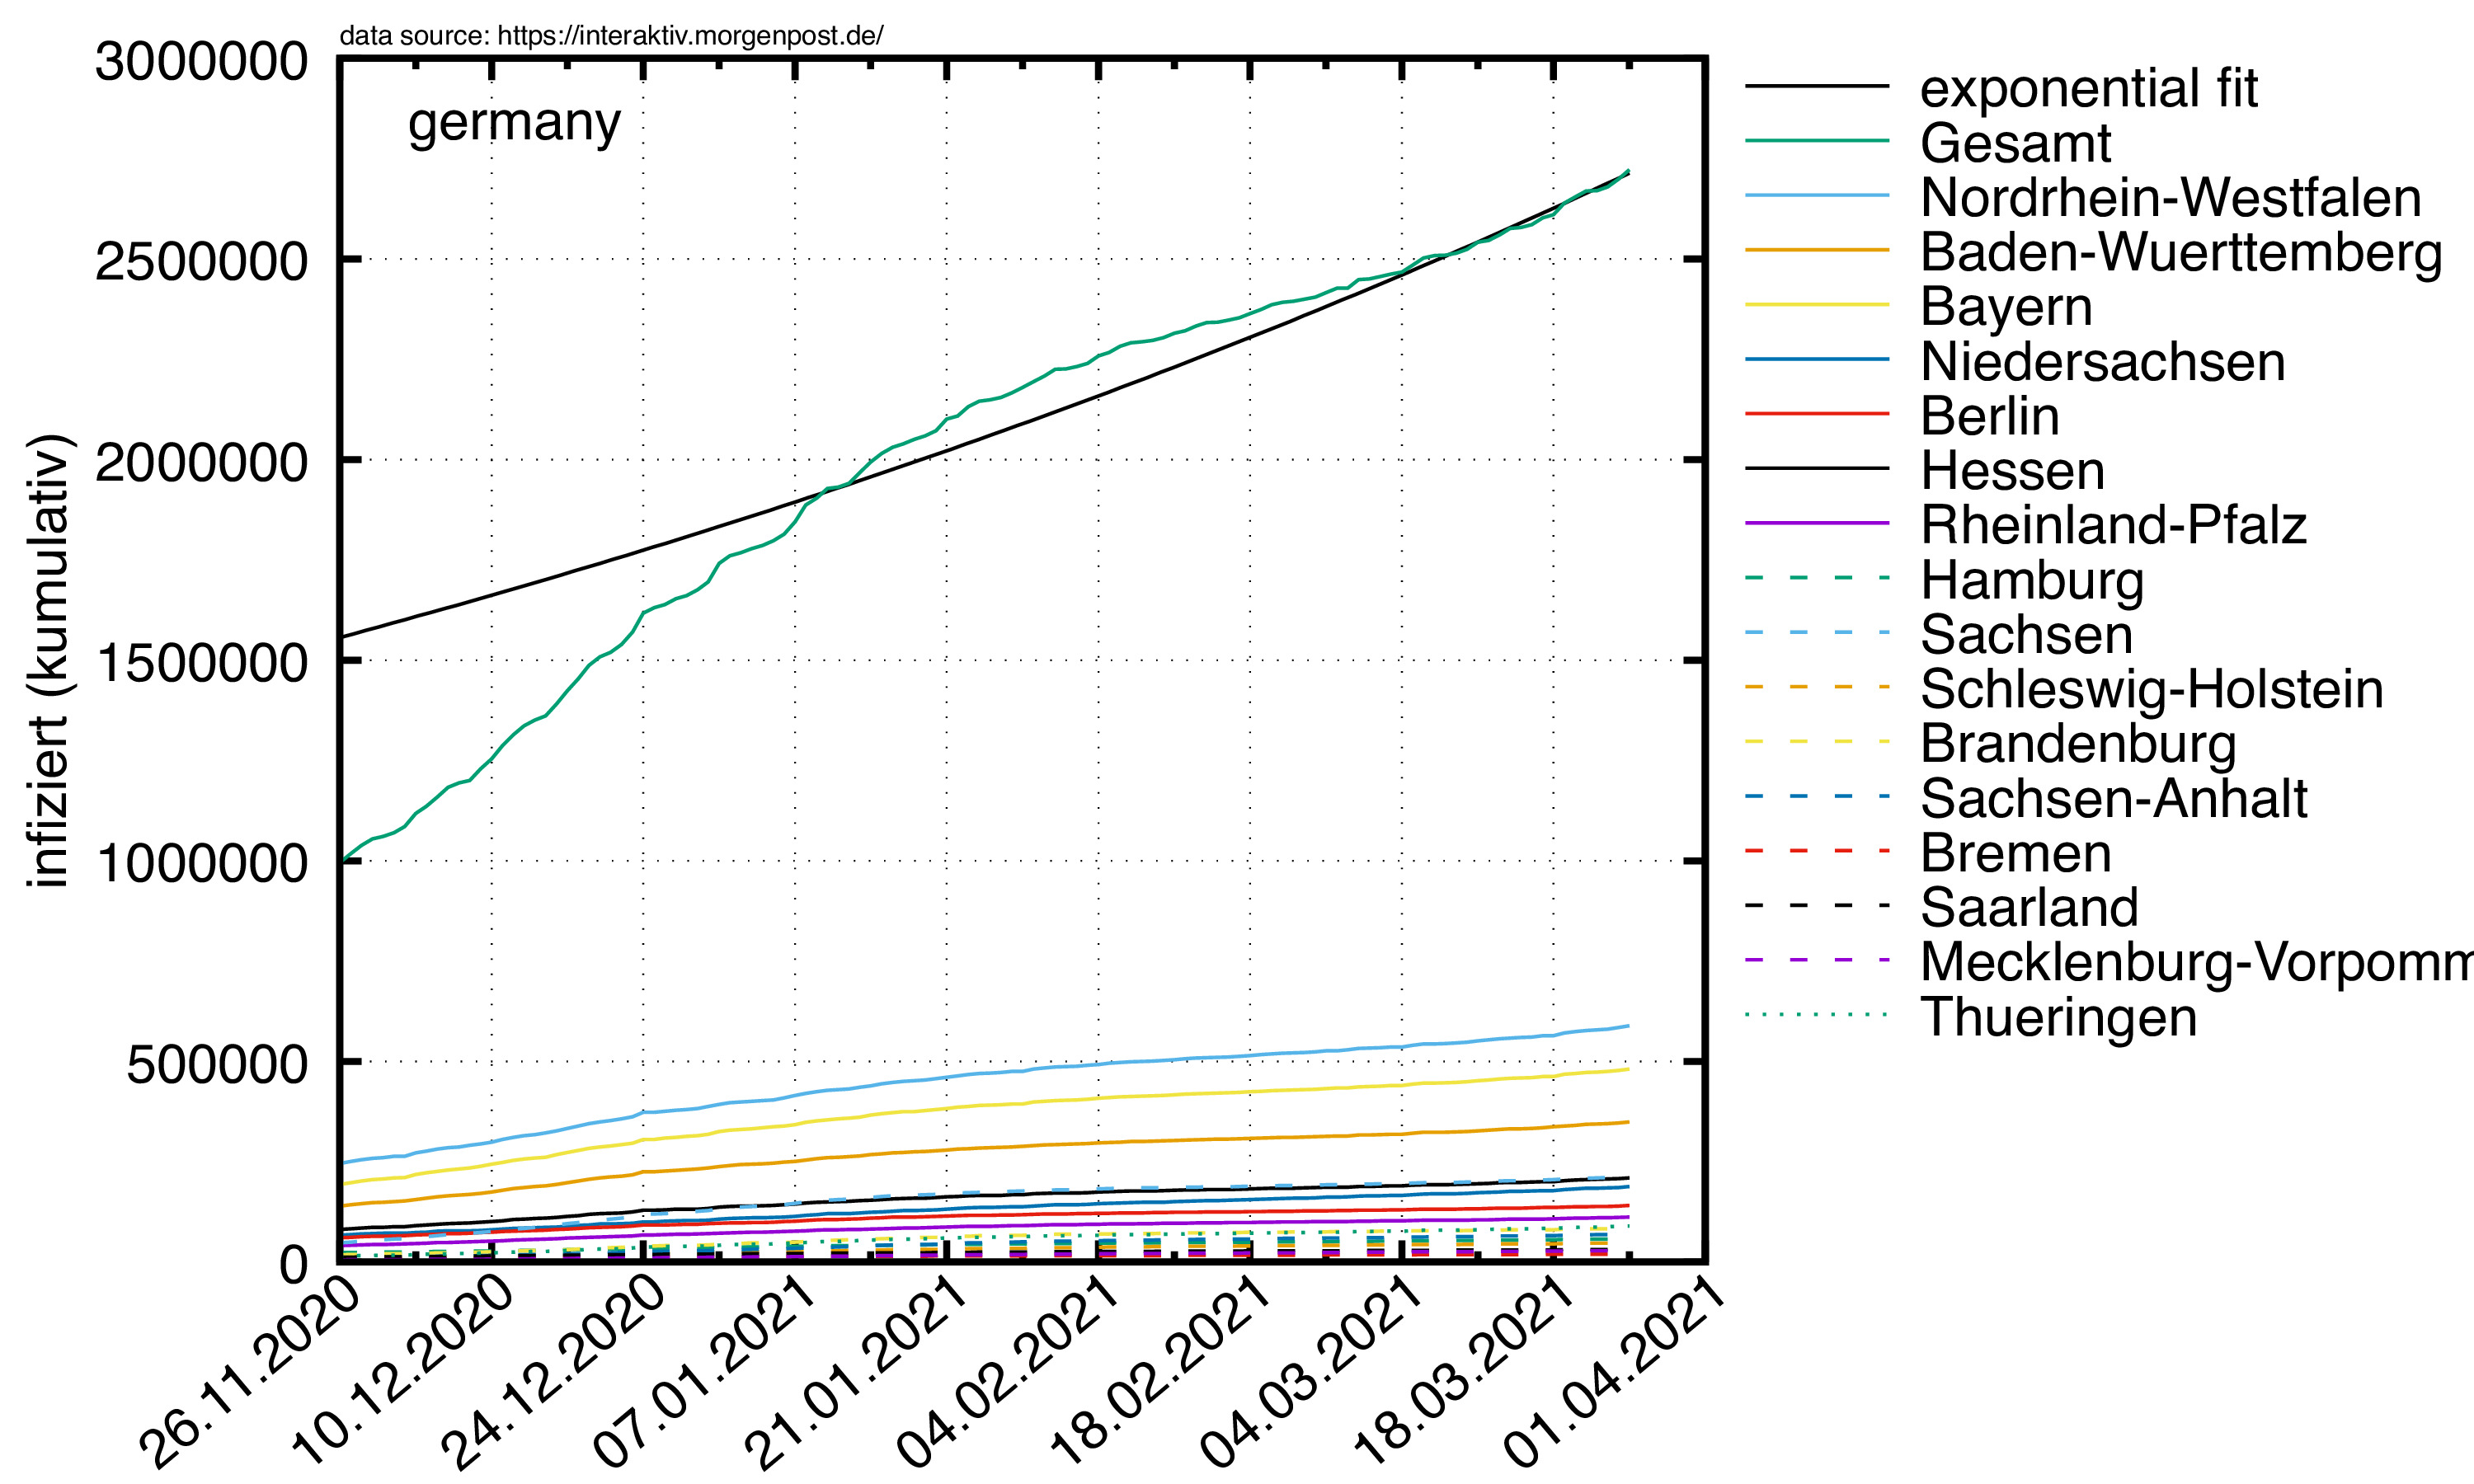 data source: https://interaktiv.morgenpost.de/
germany
infiziert (kumulativ)
3000000
2500000
2000000
1500000
1000000
500000
0
26.11.2020
10.12.2020
24.12.2020
07.01.2021
21.01.2021
04.02.2021
18.02.2021
04.03.2021
18.03.2021
01.04.2021
exponential fit
Gesamt
Nordrhein-Westfalen
Baden-Wuerttemberg
Bayern
Niedersachsen
Berlin
Hessen
Rheinland-Pfalz
Hamburg
Sachsen
Schleswig-Holstein
Brandenburg
Sachsen-Anhalt
Bremen
Saarland
Mecklenburg-Vorpomm
Thueringen